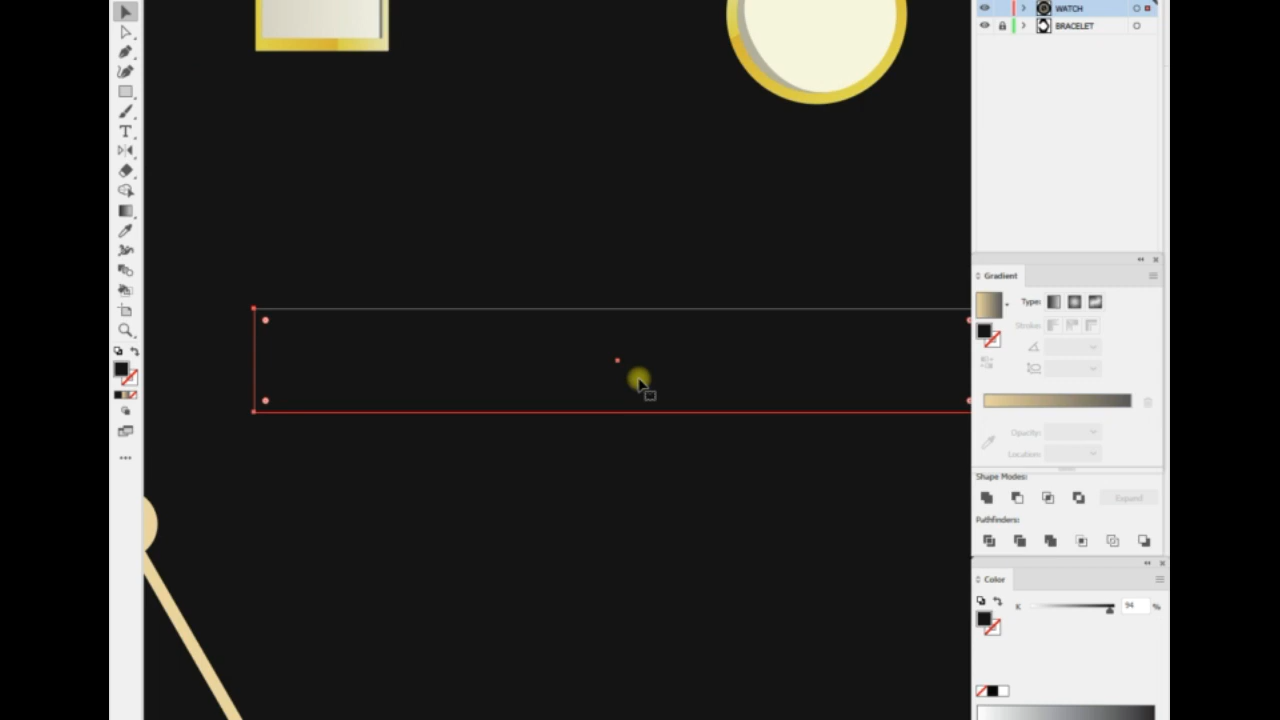 WATCH
BRACELET
Gradient
Type:
Stroke:
Opacity:
Location:
Shape Modes:
Expand
Pathfinders:
Color
K 94 %